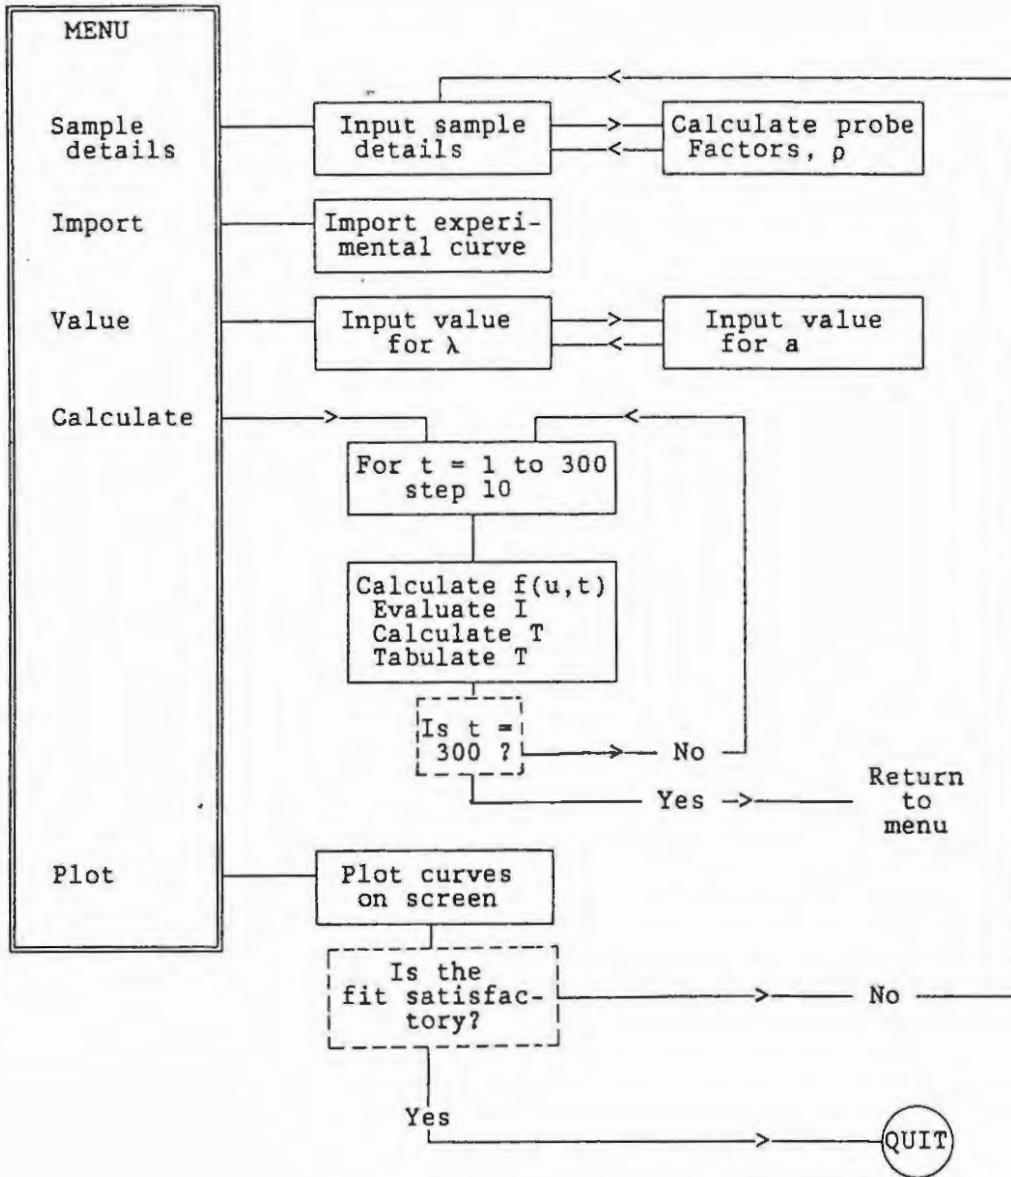 MENU
Sample
details
Input sample
details
Calculate probe
Factors, ρ
Import
Import experi-
mental curve
Value
Input value
for λ
Input value
for a
Calculate
For t = 1 to 300
step 10
Calculate f(u,t)
Evaluate I
Calculate T
Tabulate T
Is t =
300 ?
No
Yes
Return
to
menu
Plot
Plot curves
on screen
Is the
fit satisfac-
tory?
No
Yes
QUIT